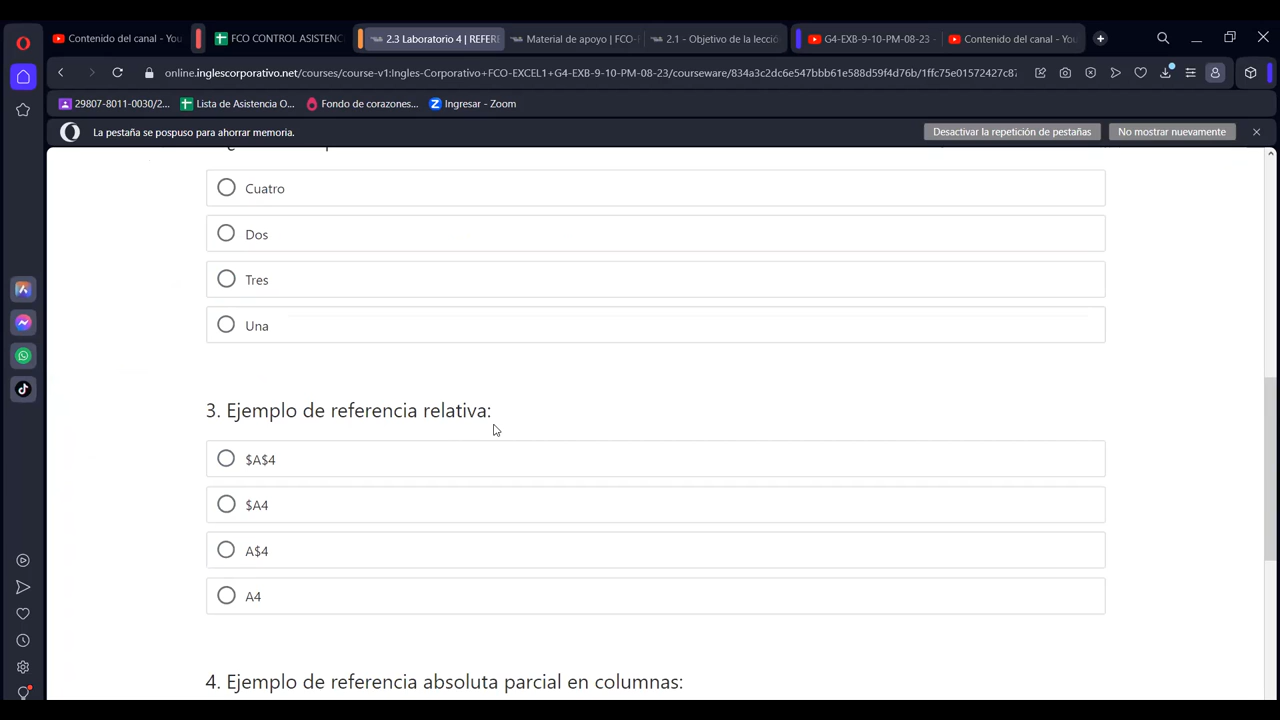 Contenido del canal - You
FCO CONTROL ASISTENC
2.3 Laboratorio 4 | REFERE
Material de apoyo | FCO-
2.1 - Objetivo de la lecció
G4-EXB-9-10-PM-08-23 -
Contenido del canal - You
online.inglescorporativo.net/courses/course-v1:Ingles-Corporativo+FCO-EXCEL1+G4-EXB-9-10-PM-08-23/courseware/834a3c2dc6e547bbb61e588d59f4d76b/1ffc75e01572427c87
29807-8011-0030/2...
Lista de Asistencia O...
Fondo de corazones...
Ingresar - Zoom
La pestaña se pospuso para ahorrar memoria.
Desactivar la repetición de pestañas
No mostrar nuevamente
Cuatro
Dos
Tres
Una
3. Ejemplo de referencia relativa:
$A$4
$A4
A$4
A4
4. Ejemplo de referencia absoluta parcial en columnas: